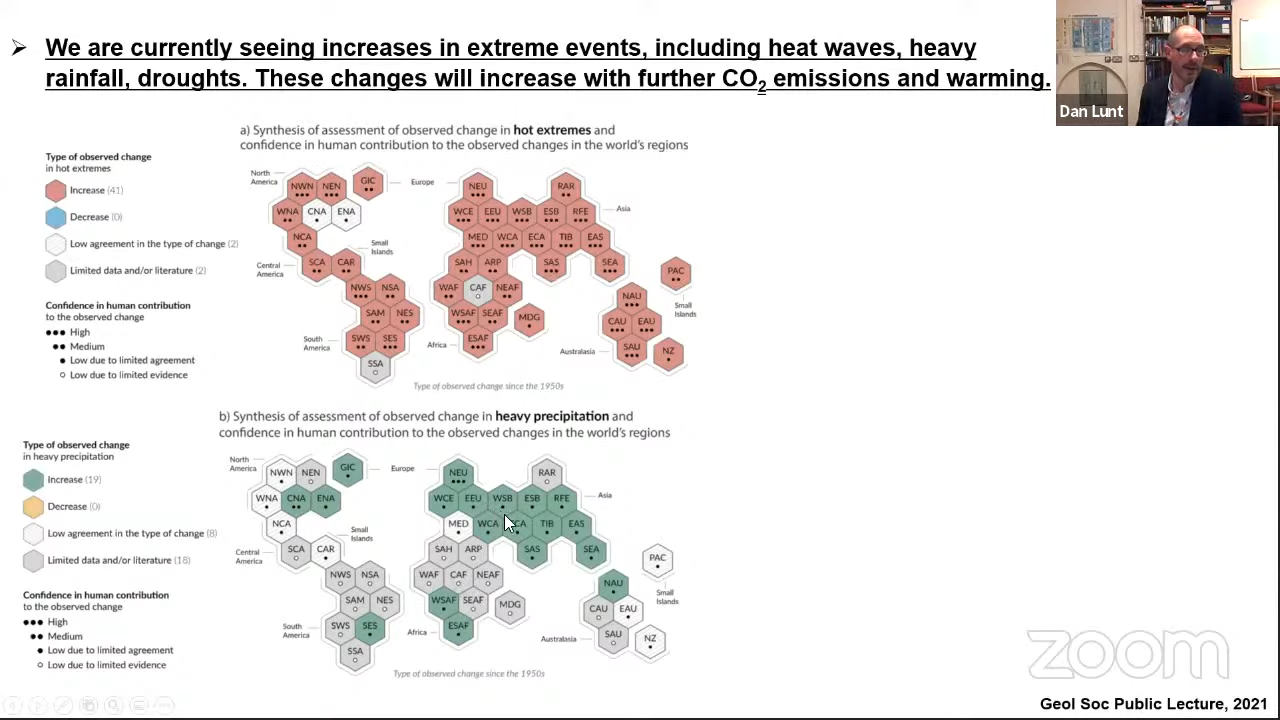 ➢ We are currently seeing increases in extreme events, including heat waves, heavy
rainfall, droughts. These changes will increase with further CO2 emissions and warming.
Dan Lunt
a) Synthesis of assessment of observed change in hot extremes and
confidence in human contribution to the observed changes in the world's regions
Type of observed change
in hot extremes
Increase (41)
Decrease (0)
Low agreement in the type of change (2)
Limited data and/or literature (2)
Confidence in human contribution
to the observed change
High
Medium
Low due to limited agreement
Low due to limited evidence
North
America
NWN NEN GIC
Europe
NEU RAR
WNA CNA ENA
WCE EEU WSB ESB RFE
Asia
NCA
MED WCA ECA TIB EAS
Small
Islands
Central
America
SCA CAR
SAH ARP SAS SEA
PAC
NWS NSA
WAF CAF NEAF
NAU
Small
Islands
SAM NES
WSAF SEAF MDG
CAU EAU
South
America
SWS SES
Africa
ESAF
Australasia
SAU NZ
SSA
Type of observed change since the 1950s
b) Synthesis of assessment of observed change in heavy precipitation and
confidence in human contribution to the observed changes in the world's regions
Type of observed change
in heavy precipitation
Increase (19)
Decrease (0)
Low agreement in the type of change (8)
Limited data and/or literature (18)
Confidence in human contribution
to the observed change
High
Medium
Low due to limited agreement
Low due to limited evidence
North
America
NWN NEN GIC
Europe
NEU RAR
WNA CNA ENA
WCE EEU WSB ESB RFE
Asia
NCA
MED WCA TIB EAS
Small
Islands
Central
America
SCA CAR
SAH ARP SAS SEA
PAC
NWS NSA
WAF CAF NEAF
NAU
Small
Islands
SAM NES
WSAF SEAF MDG
CAU EAU
South
America
SWS SES
Africa
ESAF
Australasia
SAU NZ
SSA
Type of observed change since the 1950s
zoom
Geol Soc Public Lecture, 2021